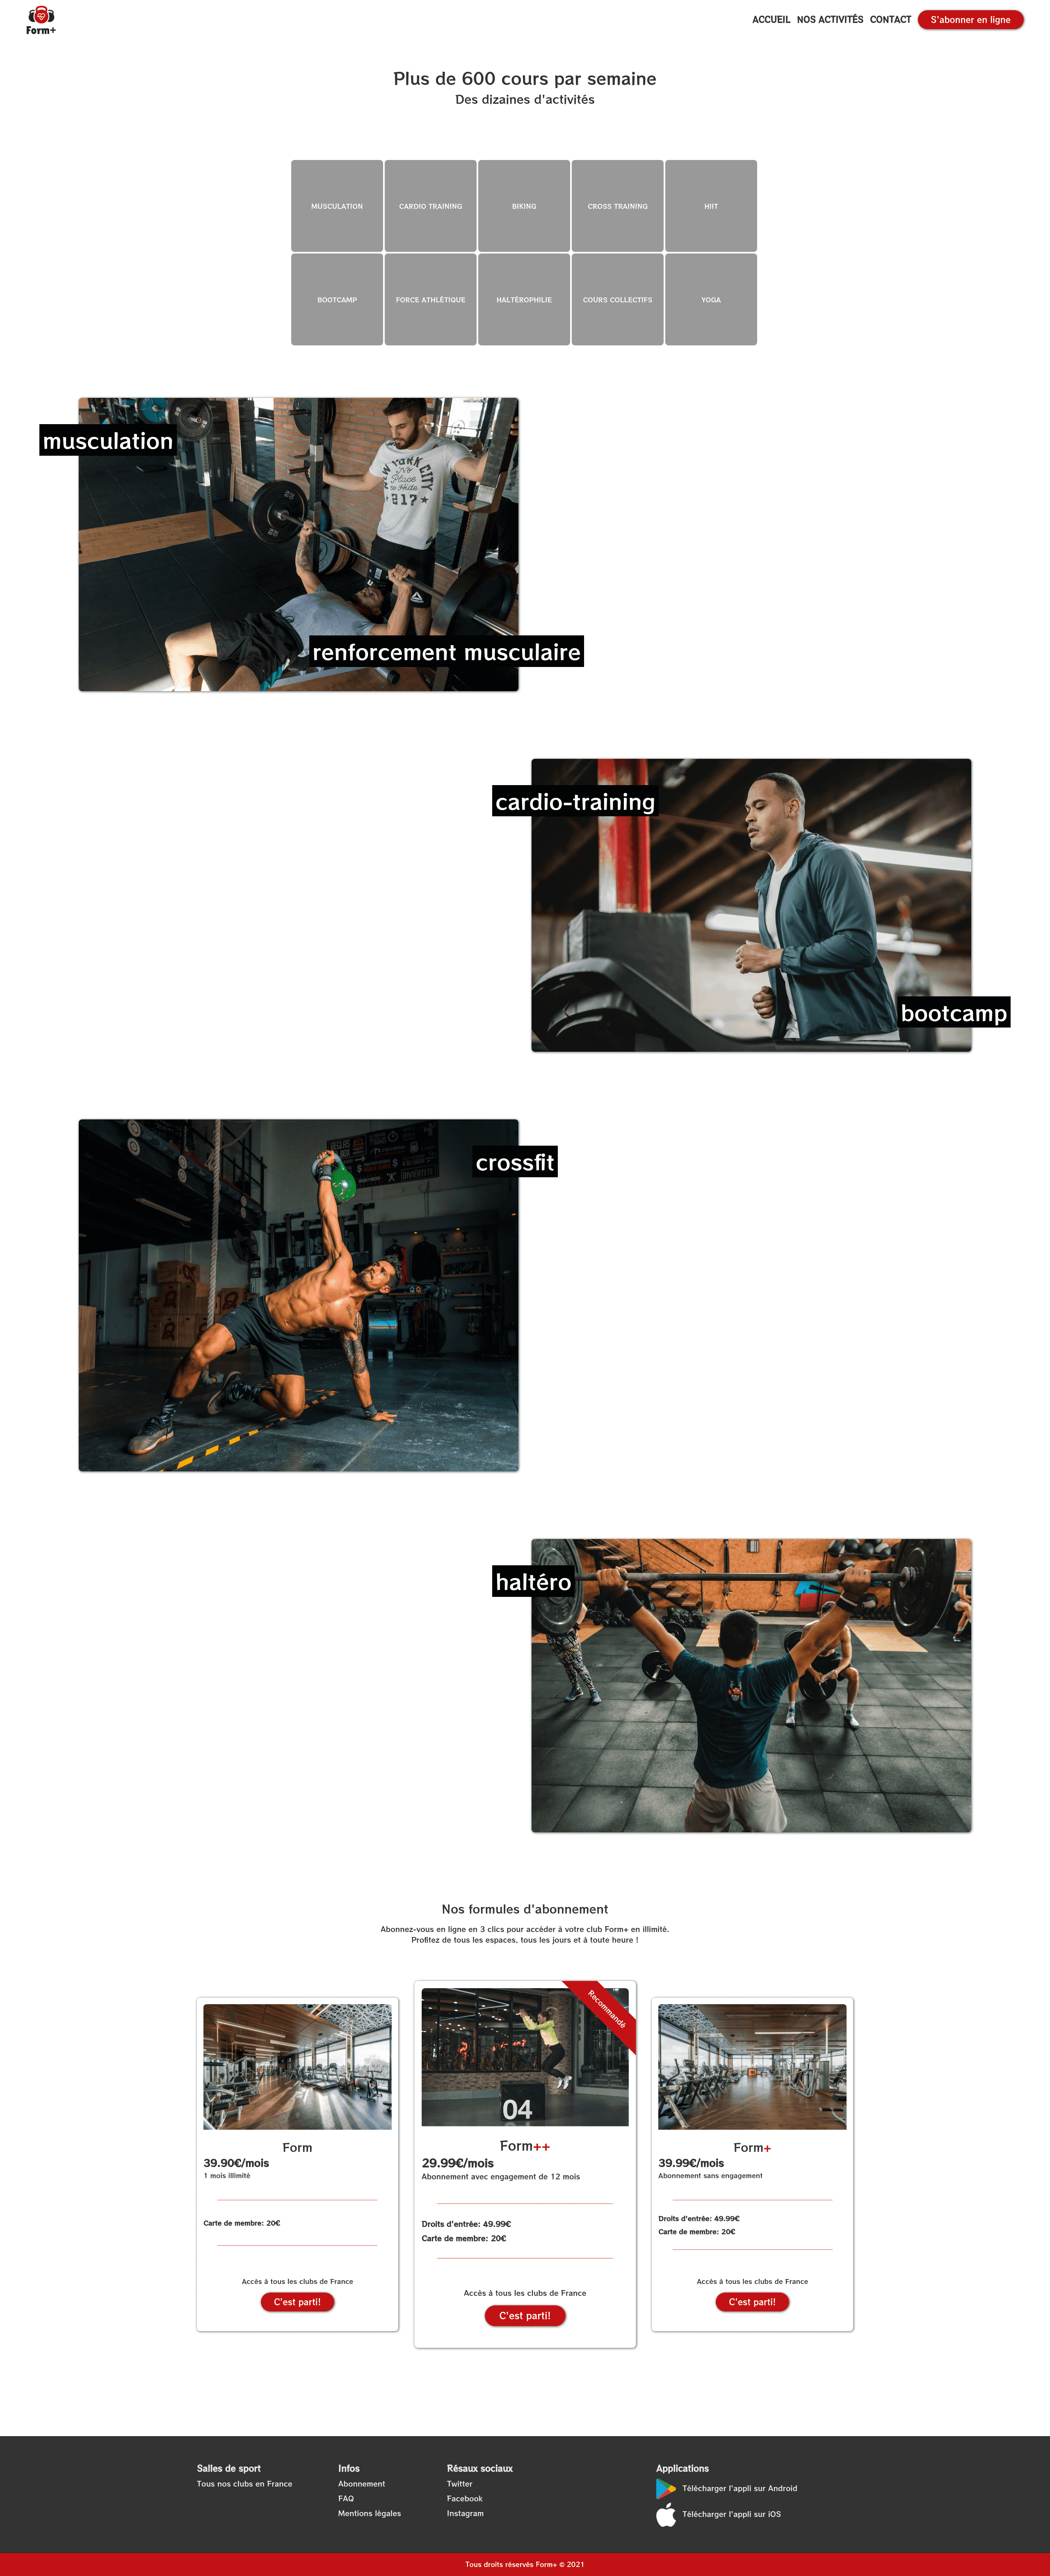 Form+
ACCUEIL NOS ACTIVITÉS CONTACT S'abonner en ligne
Plus de 600 cours par semaine
Des dizaines d'activités
MUSCULATION CARDIO TRAINING BIKING CROSS TRAINING HIIT
BOOTCAMP FORCE ATHLÉTIQUE HALTÉROPHILIE COURS COLLECTIFS YOGA
musculation
NEW YORK CITY
No
Place
to Hide
217
renforcement musculaire
cardio-training
bootcamp
crossfit
haltéro
Nos formules d'abonnement
Abonnez-vous en ligne en 3 clics pour accéder à votre club Form+ en illimité.
Profitez de tous les espaces, tous les jours et à toute heure !
Form
39.90€/mois
1 mois illimité
Carte de membre: 20€
Accès à tous les clubs de France
C'est parti!
Recommandé
04
Form++
29.99€/mois
Abonnement avec engagement de 12 mois
Droits d'entrée: 49.99€
Carte de membre: 20€
Accès à tous les clubs de France
C'est parti!
Form+
39.99€/mois
Abonnement sans engagement
Droits d'entrée: 49.99€
Carte de membre: 20€
Accès à tous les clubs de France
C'est parti!
Salles de sport
Tous nos clubs en France
Infos
Abonnement
FAQ
Mentions légales
Résaux sociaux
Twitter
Facebook
Instagram
Applications
Télécharger l'appli sur Android
Télécharger l'appli sur iOS
Tous droits réservés Form+ © 2021